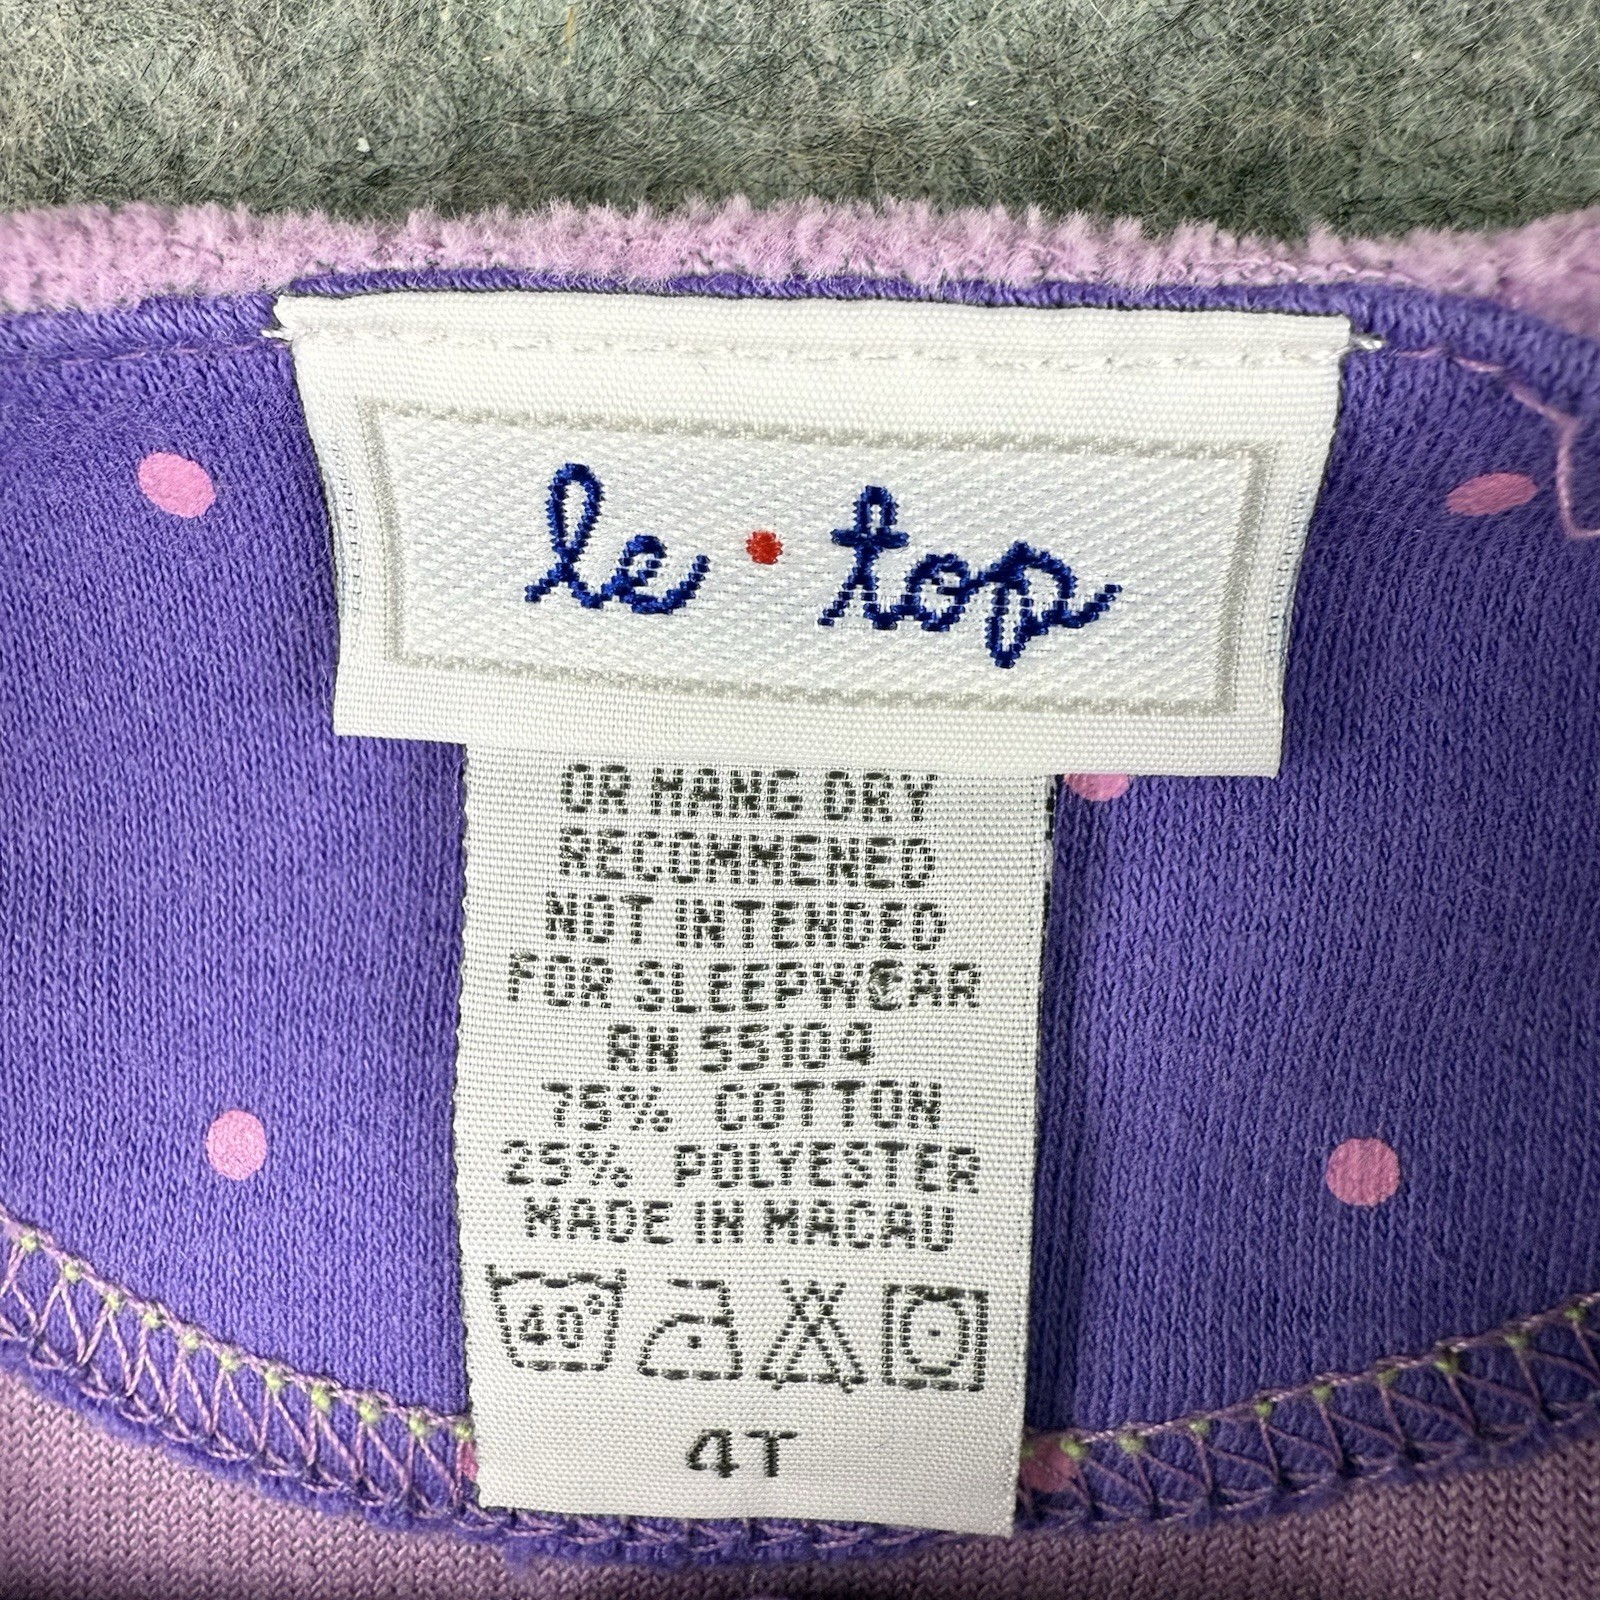 le • top
OR HANG DRY
RECOMMENED
NOT INTENDED
FOR SLEEPWEAR
RN 55104
75% COTTON
25% POLYESTER
MADE IN MACAU
40°
4T